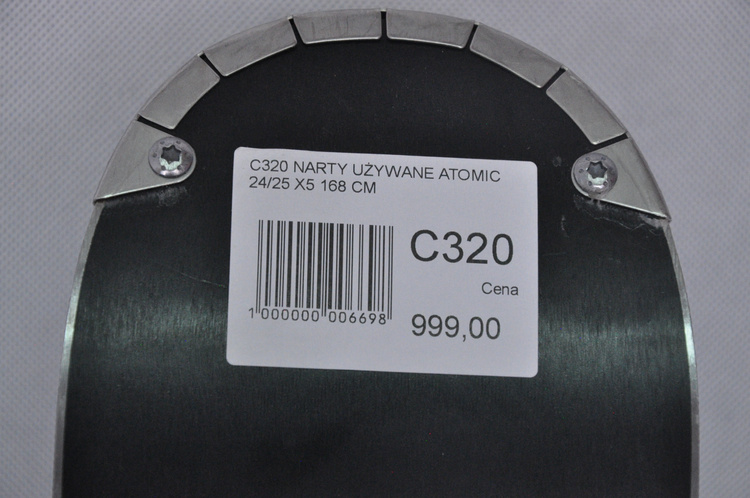 C320 NARTY UŻYWANE ATOMIC
24/25 X5 168 CM
C320
Cena
999,00
1 000000 006698